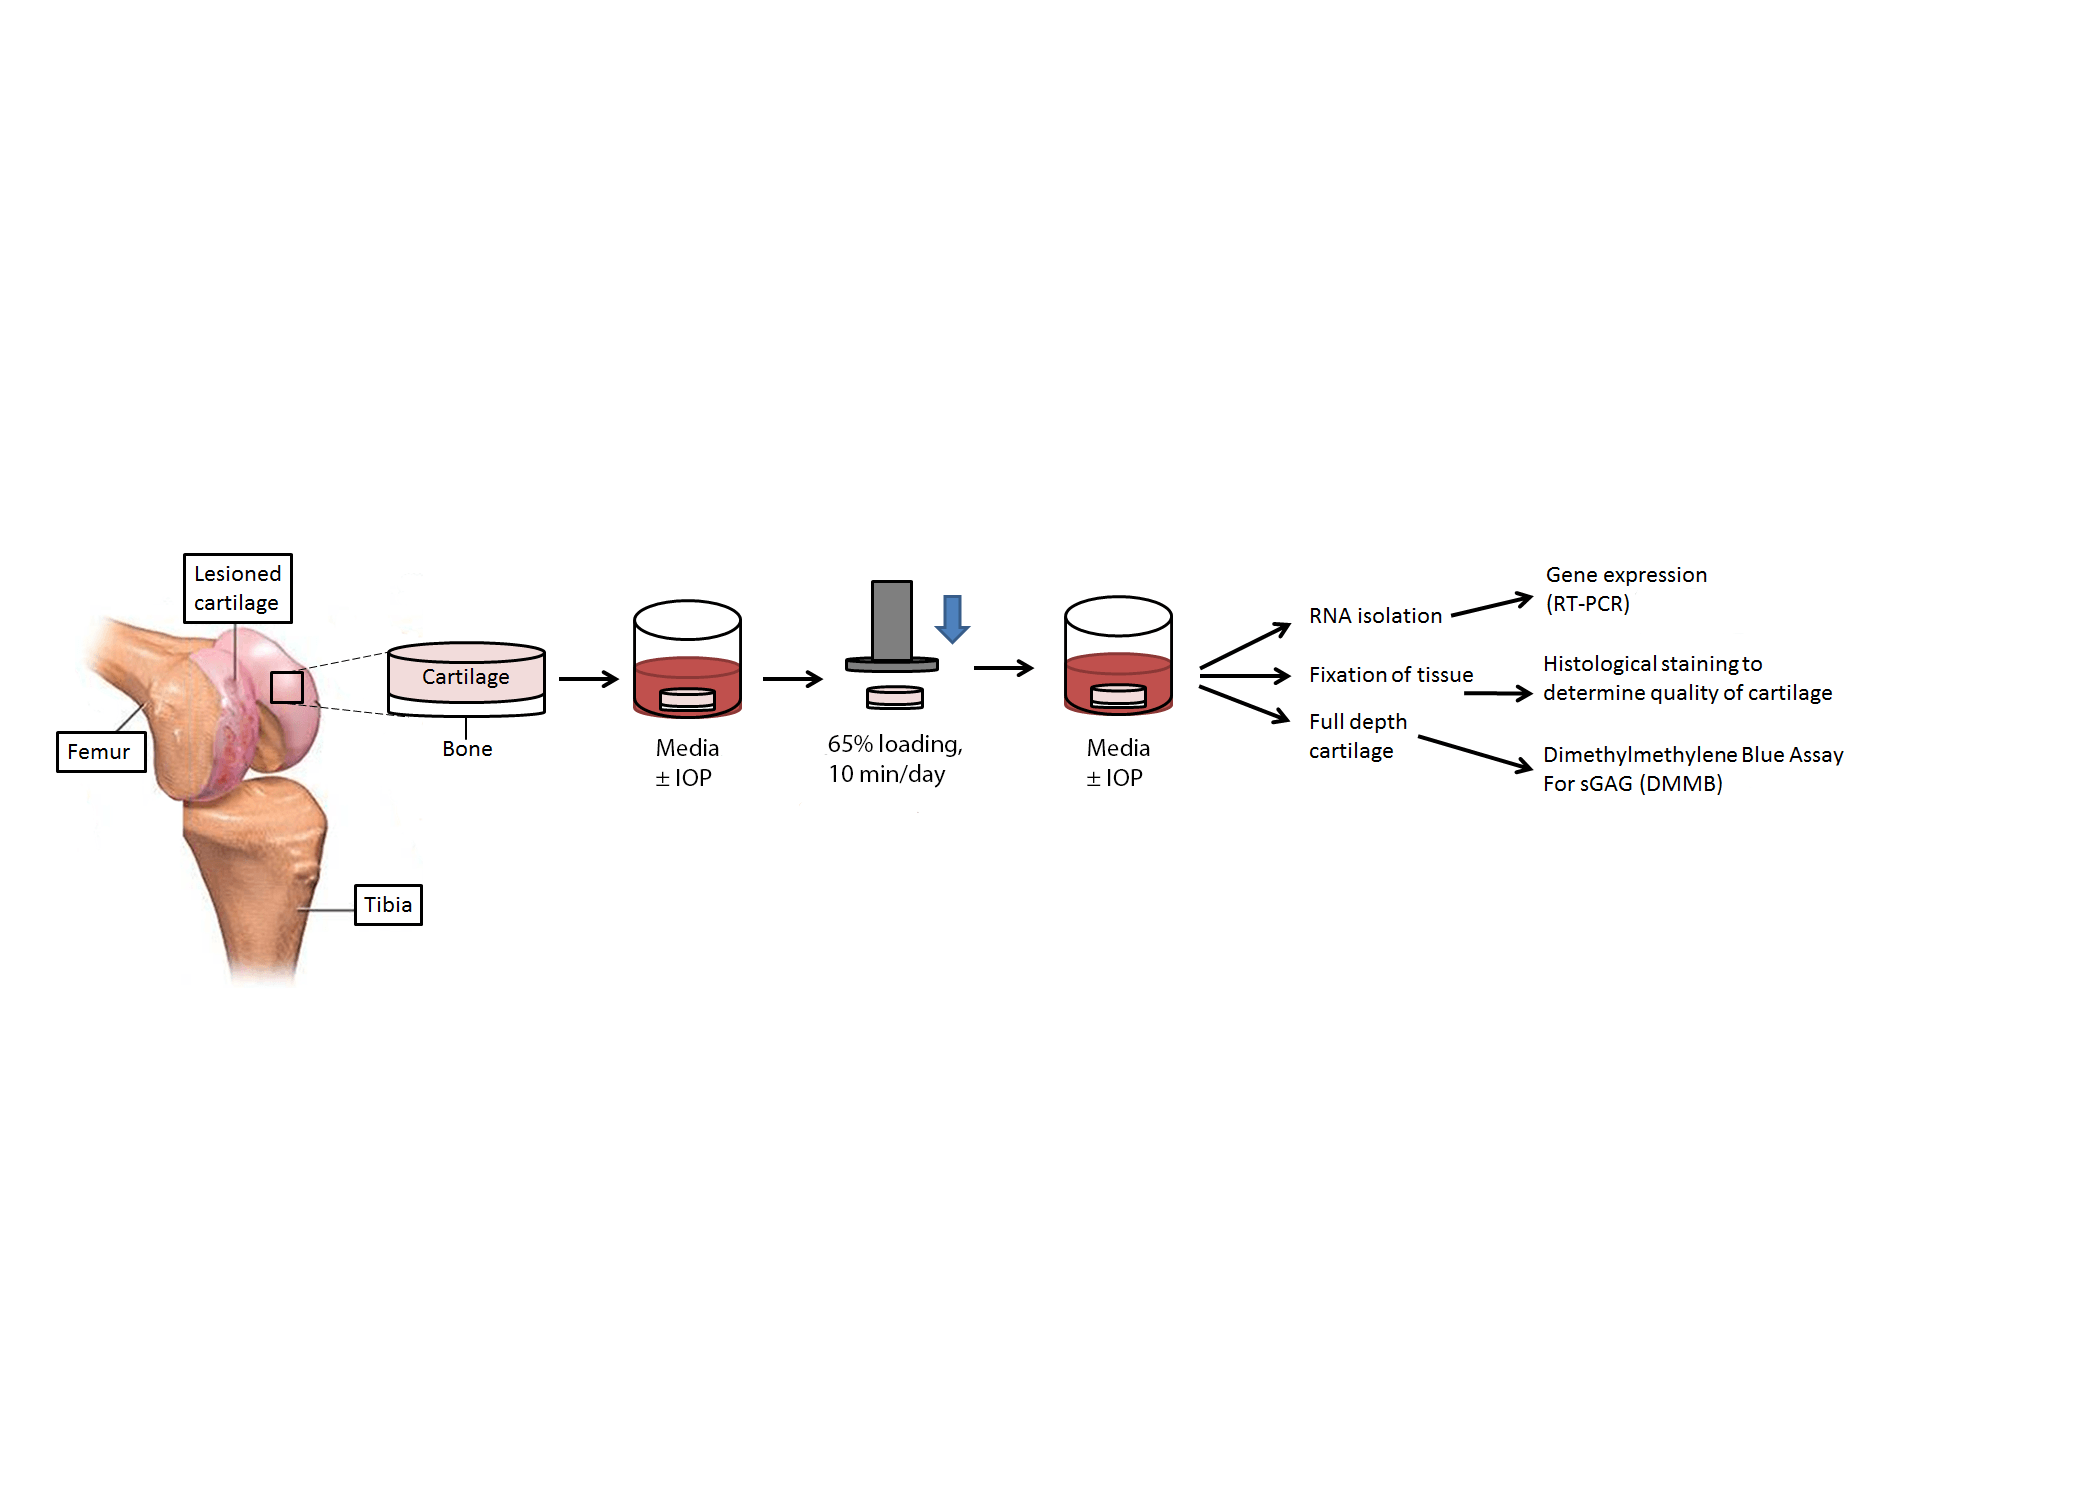 Lesioned
cartilage
Femur
Tibia
Cartilage
Bone
Media
± IOP
65% loading,
10 min/day
Media
± IOP
RNA isolation
Fixation of tissue
Full depth
cartilage
Gene expression
(RT-PCR)
Histological staining to
determine quality of cartilage
Dimethylmethylene Blue Assay
For sGAG (DMMB)